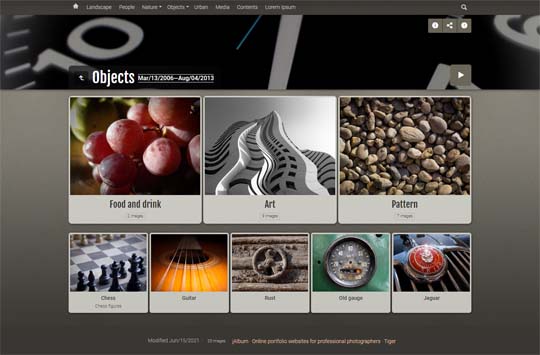 Landscape People Nature Objects Urban Media Contents Lorem Ipsum
Objects Mar/13/2006—Aug/04/2013
Food and drink Art Pattern
2 images 9 images 7 images
Chess Guitar Rust Old gauge Jaguar
Chess figures
Modified Jun/15/2021 23 images jAlbum · Online portfolio websites for professional photographers · Tiger